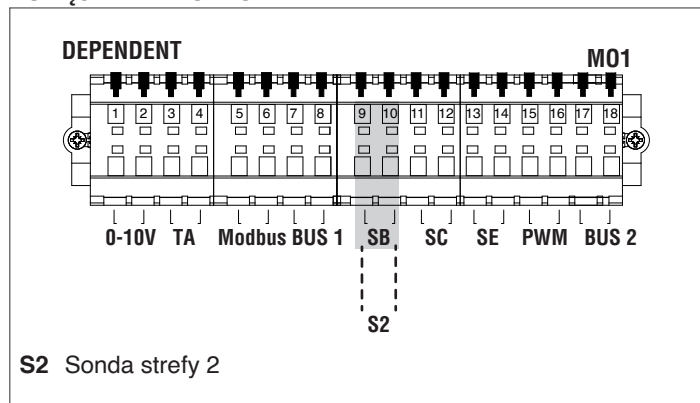 DEPENDENT
M01
1 2 3 4 5 6 7 8 9 10 11 12 13 14 15 16 17 18
0-10V TA Modbus BUS 1 SB SC SE PWM BUS 2
S2
S2 Sonda strefy 2